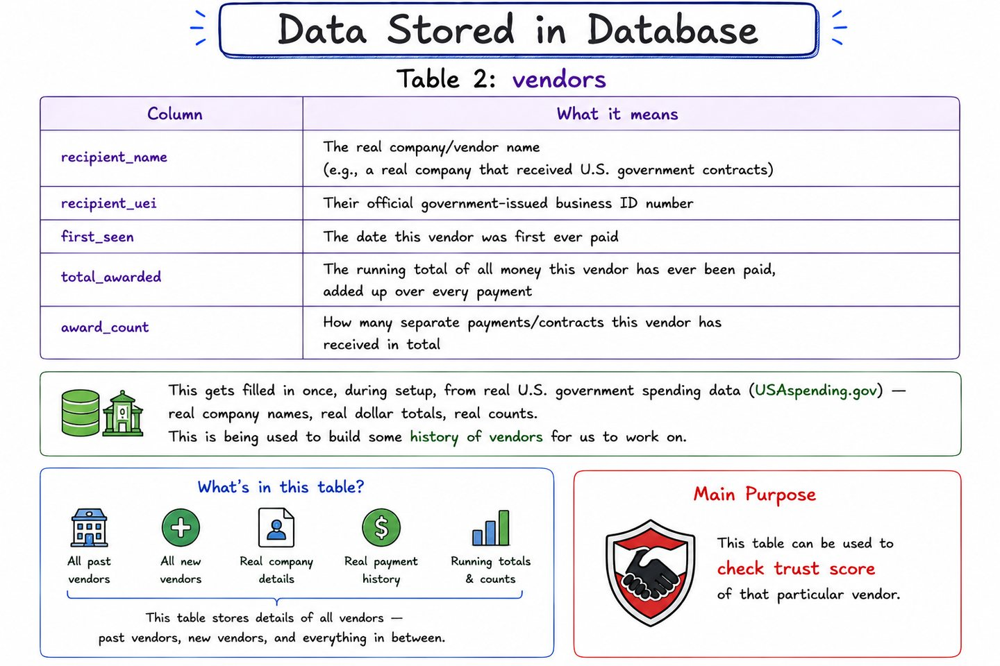 Data Stored in Database
Table 2: vendors
Column
What it means
recipient_name
The real company/vendor name
(e.g., a real company that received U.S. government contracts)
recipient_uei
Their official government-issued business ID number
first_seen
The date this vendor was first ever paid
total_awarded
The running total of all money this vendor has ever been paid,
added up over every payment
award_count
How many separate payments/contracts this vendor has
received in total
This gets filled in once, during setup, from real U.S. government spending data (USAspending.gov) —
real company names, real dollar totals, real counts.
This is being used to build some history of vendors for us to work on.
What's in this table?
All past
vendors
All new
vendors
Real company
details
Real payment
history
Running totals
& counts
This table stores details of all vendors —
past vendors, new vendors, and everything in between.
Main Purpose
This table can be used to
check trust score
of that particular vendor.